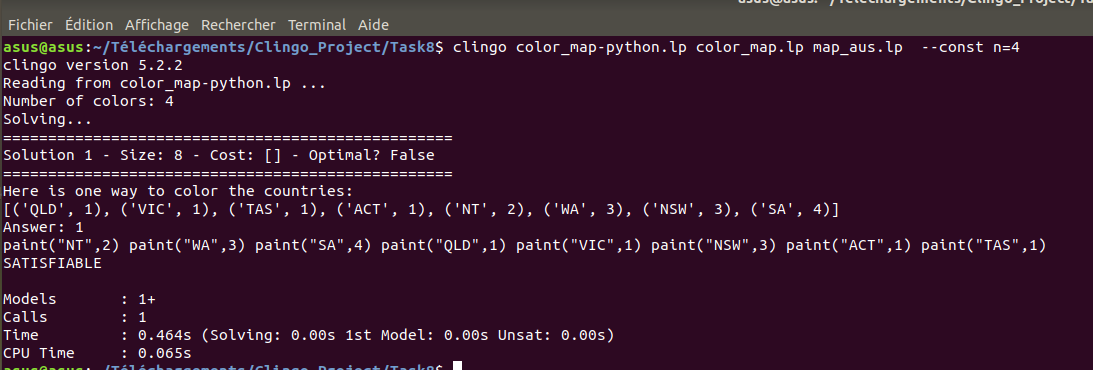 asus@asus: ~/Téléchargements/Clingo_Project/Task8
Fichier Édition Affichage Rechercher Terminal Aide
asus@asus:~/Téléchargements/Clingo_Project/Task8$ clingo color_map-python.lp color_map.lp map_aus.lp  --const n=4
clingo version 5.2.2
Reading from color_map-python.lp ...
Number of colors: 4
Solving...
==================================================
Solution 1 - Size: 8 - Cost: [] - Optimal? False
==================================================
Here is one way to color the countries:
[('QLD', 1), ('VIC', 1), ('TAS', 1), ('ACT', 1), ('NT', 2), ('WA', 3), ('NSW', 3), ('SA', 4)]
Answer: 1
paint("NT",2) paint("WA",3) paint("SA",4) paint("QLD",1) paint("VIC",1) paint("NSW",3) paint("ACT",1) paint("TAS",1)
SATISFIABLE

Models       : 1+
Calls        : 1
Time         : 0.464s (Solving: 0.00s 1st Model: 0.00s Unsat: 0.00s)
CPU Time     : 0.065s
asus@asus:~/Téléchargements/Clingo_Project/Task8$